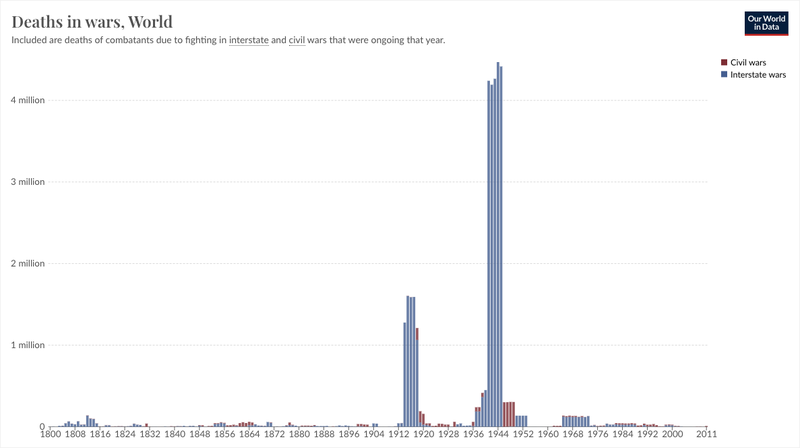 Deaths in wars, World
Included are deaths of combatants due to fighting in interstate and civil wars that were ongoing that year.
Our World
in Data
Civil wars
Interstate wars
4 million
3 million
2 million
1 million
0
1800 1808 1816 1824 1832 1840 1848 1856 1864 1872 1880 1888 1896 1904 1912 1920 1928 1936 1944 1952 1960 1968 1976 1984 1992 2000 2011